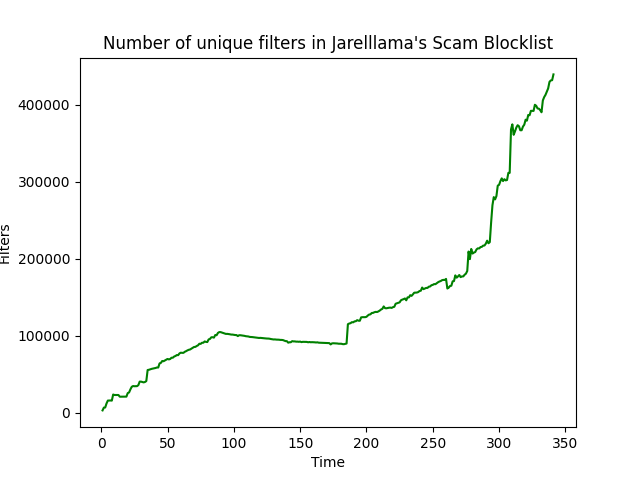 Number of unique filters in Jarelllama's Scam Blocklist
Filters
400000
300000
200000
100000
0
0 50 100 150 200 250 300 350
Time